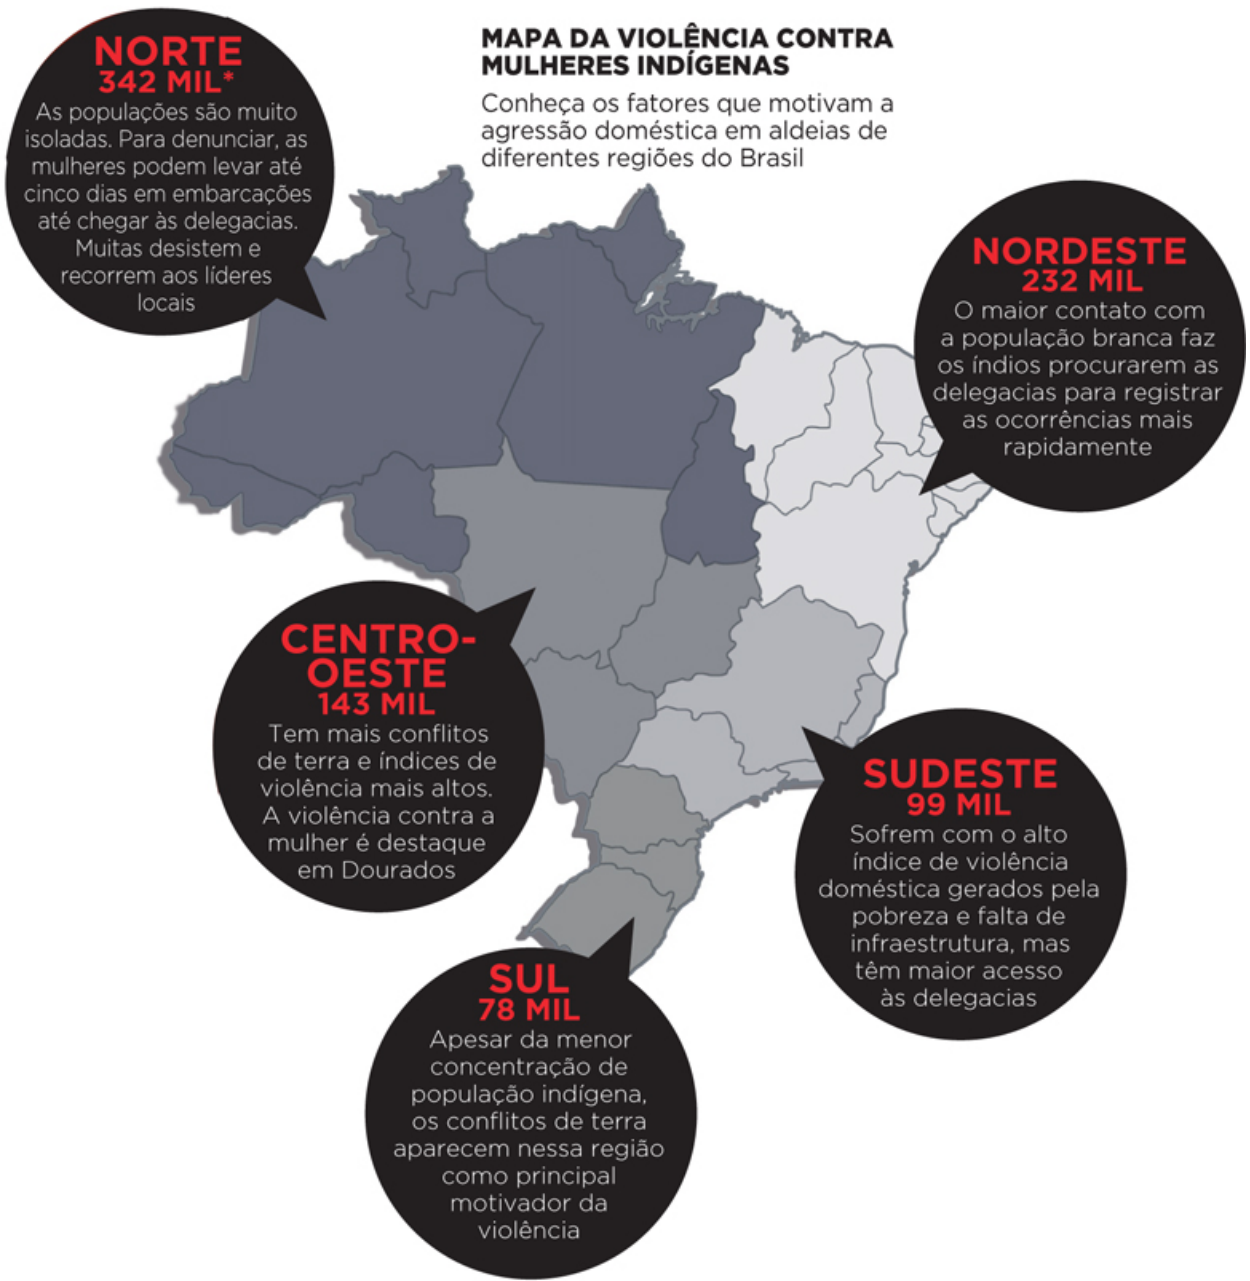 MAPA DA VIOLÊNCIA CONTRA
MULHERES INDÍGENAS
Conheça os fatores que motivam a
agressão doméstica em aldeias de
diferentes regiões do Brasil
NORTE
342 MIL*
As populações são muito
isoladas. Para denunciar, as
mulheres podem levar até
cinco dias em embarcações
até chegar às delegacias.
Muitas desistem e
recorrem aos líderes
locais
NORDESTE
232 MIL
O maior contato com
a população branca faz
os índios procurarem as
delegacias para registrar
as ocorrências mais
rapidamente
CENTRO-
OESTE
143 MIL
Tem mais conflitos
de terra e índices de
violência mais altos.
A violência contra a
mulher é destaque
em Dourados
SUDESTE
99 MIL
Sofrem com o alto
índice de violência
doméstica gerados pela
pobreza e falta de
infraestrutura, mas
têm maior acesso
às delegacias
SUL
78 MIL
Apesar da menor
concentração de
população indígena,
os conflitos de terra
aparecem nessa região
como principal
motivador da
violência